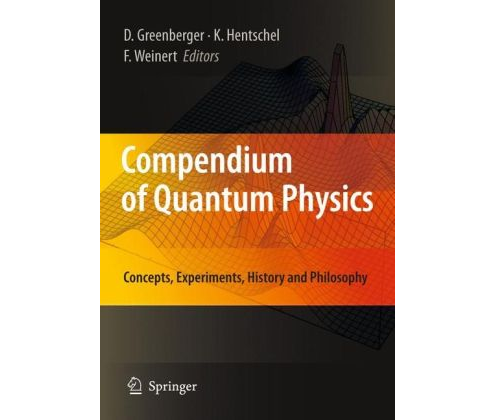 D. Greenberger · K. Hentschel
F. Weinert Editors
Compendium
of Quantum Physics
Concepts, Experiments, History and Philosophy
Springer